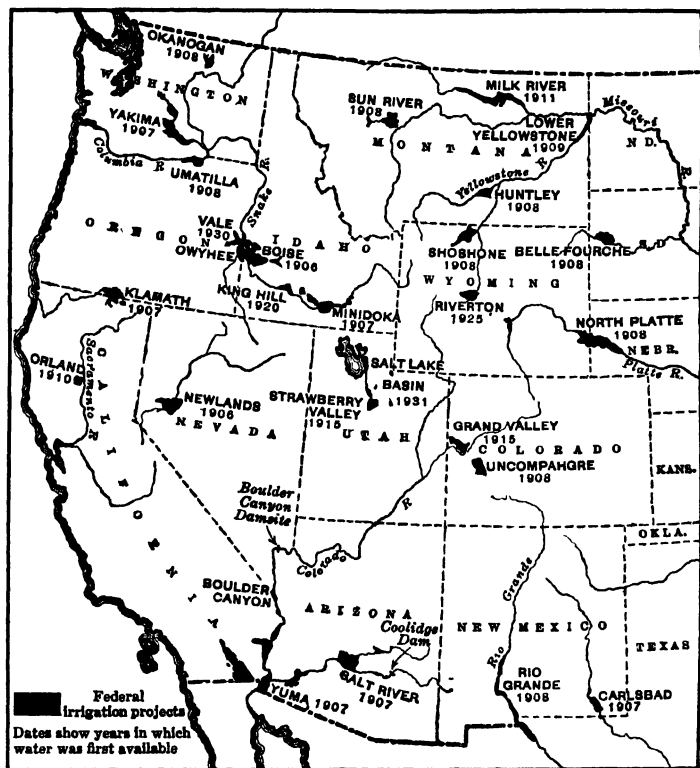 OKANOGAN
1908
WASHINGTON
YAKIMA
1907
Columbia R
UMATILLA
1908
SUN RIVER
1908
MILK RIVER
1911
LOWER
YELLOWSTONE
1909
MONTANA
Missouri
R.
N D.
Yellowstone R
HUNTLEY
1908
R.
Snake
OREGON
VALE
1930
OWYHEE
BOISE
1906
IDAHO
SHOSHONE
1908
BELLE FOURCHE
1908
S D
WYOMING
KING HILL
1920
MINIDOKA
1907
RIVERTON
1925
KLAMATH
1907
NORTH PLATTE
1908
NEBR.
Platte R.
ORLAND
1910
Sacramento
CALIFORNIA
SALT LAKE
BASIN
1931
NEWLANDS
1906
NEVADA
STRAWBERRY
VALLEY
1915
UTAH
GRAND VALLEY
1915
COLORADO
UNCOMPAHGRE
1908
KANS.
Boulder
Canyon
Damsite
R
Colorado
OKLA.
BOULDER
CANYON
ARIZONA
Coolidge
Dam
NEW MEXICO
Rio Grande
TEXAS
SALT RIVER
1907
YUMA 1907
RIO
GRANDE
1908
CARLSBAD
1907
Federal
irrigation projects
Dates show years in which
water was first available